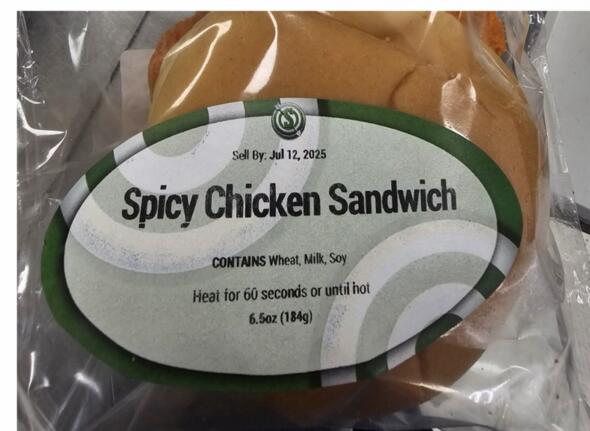 Sell By: Jul 12, 2025
Spicy Chicken Sandwich
CONTAINS Wheat, Milk, Soy
Heat for 60 seconds or until hot
6.5oz (184g)